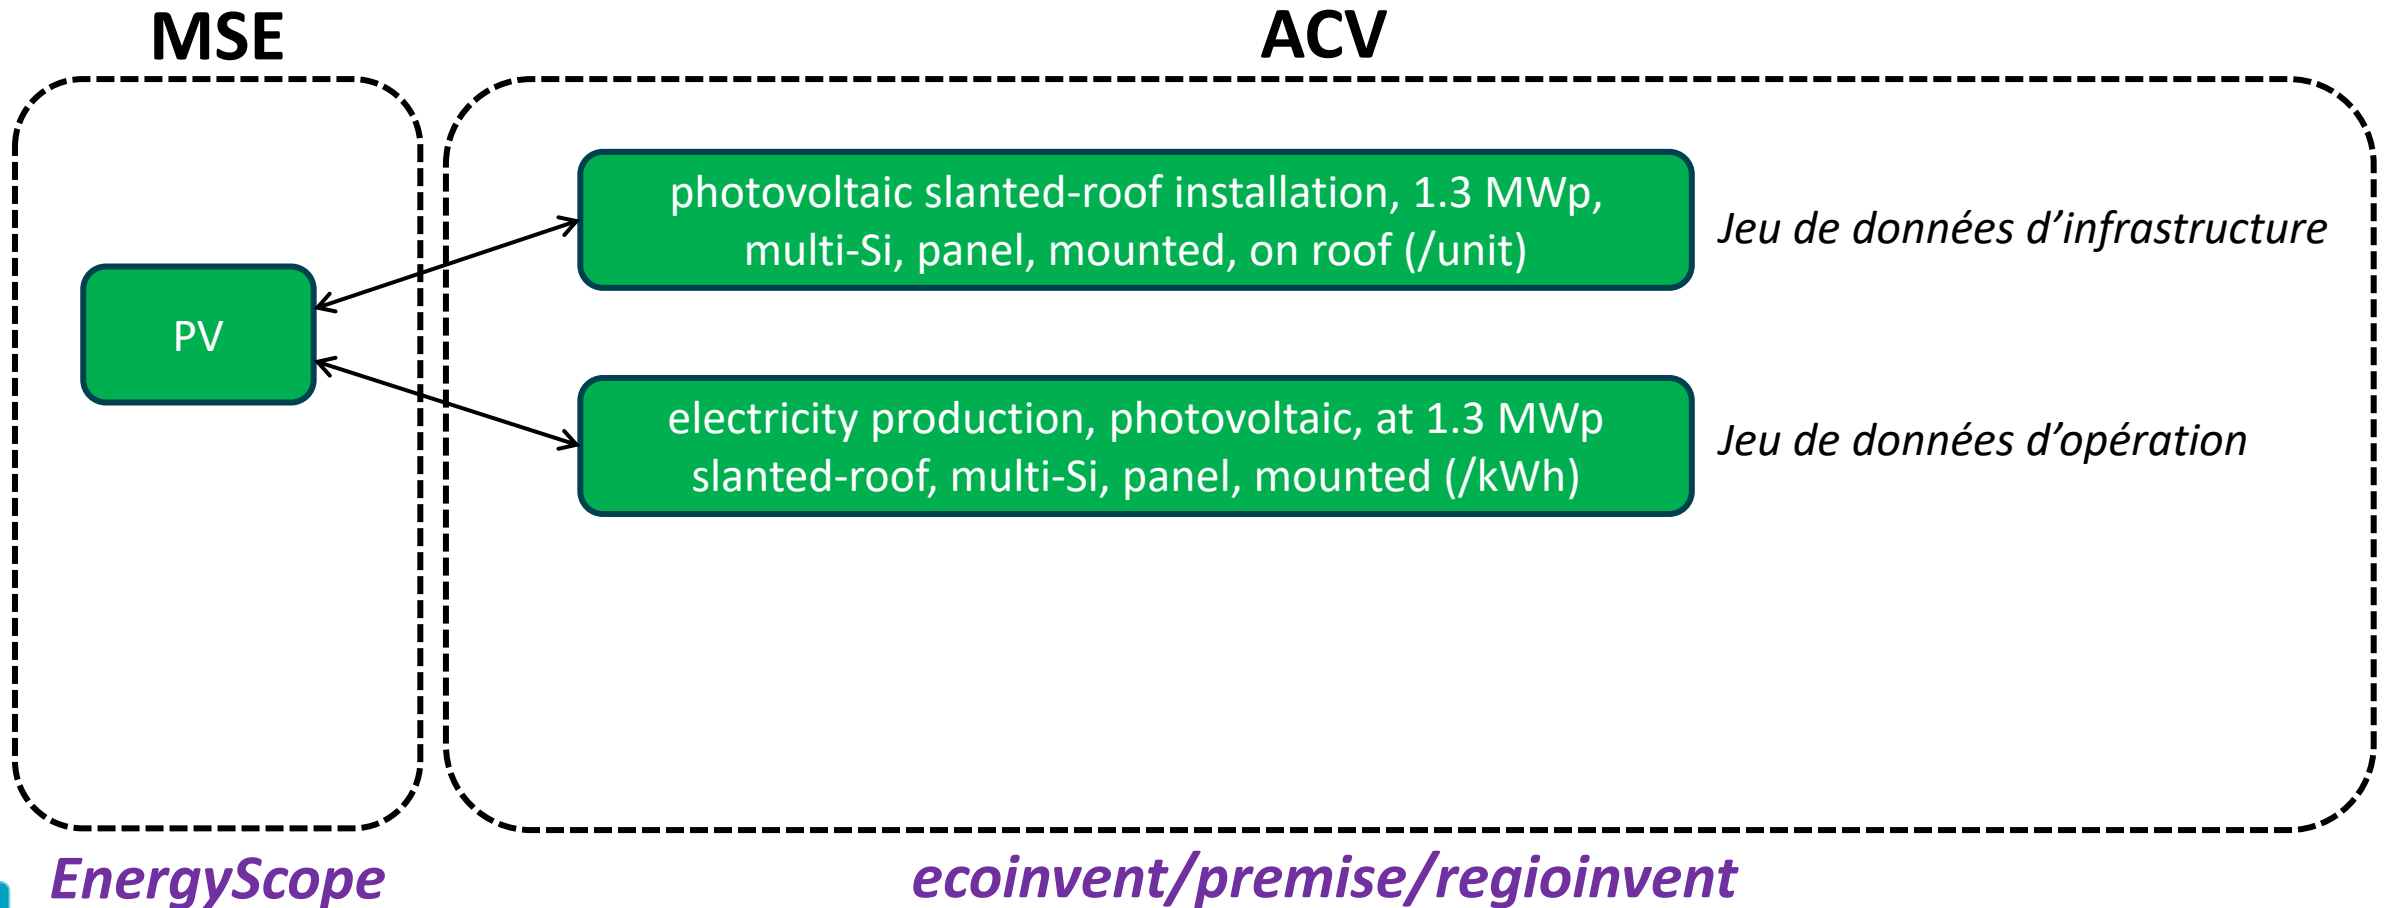 MSE
ACV
photovoltaic slanted-roof installation, 1.3 MWp,
multi-Si, panel, mounted, on roof (/unit)
Jeu de données d’infrastructure
PV
electricity production, photovoltaic, at 1.3 MWp
slanted-roof, multi-Si, panel, mounted (/kWh)
Jeu de données d’opération
EnergyScope
ecoinvent/premise/regioinvent